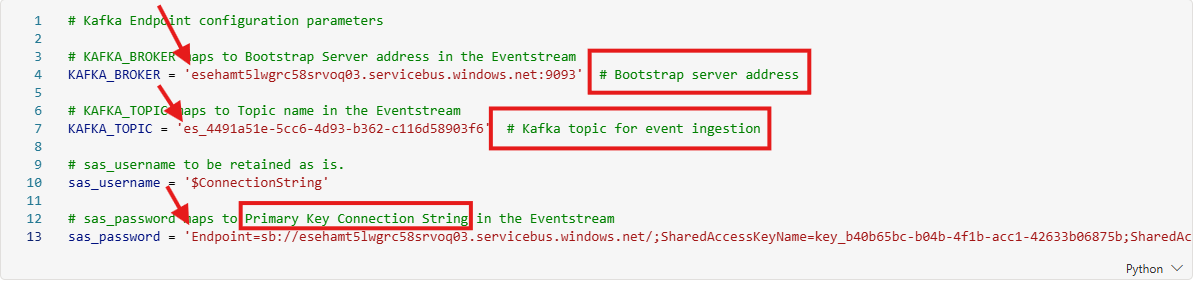 1 # Kafka Endpoint configuration parameters
2
3 # KAFKA_BROKER maps to Bootstrap Server address in the Eventstream
4 KAFKA_BROKER = 'esehamt5lwgrc58srvoq03.servicebus.windows.net:9093' # Bootstrap server address
5
6 # KAFKA_TOPIC maps to Topic name in the Eventstream
7 KAFKA_TOPIC = 'es_4491a51e-5cc6-4d93-b362-c116d58903f6' # Kafka topic for event ingestion
8
9 # sas_username to be retained as is.
10 sas_username = '$ConnectionString'
11
12 # sas_password maps to Primary Key Connection String in the Eventstream
13 sas_password = 'Endpoint=sb://esehamt5lwgrc58srvoq03.servicebus.windows.net/;SharedAccessKeyName=key_b40b65bc-b04b-4f1b-acc1-42633b06875b;SharedAc
Python